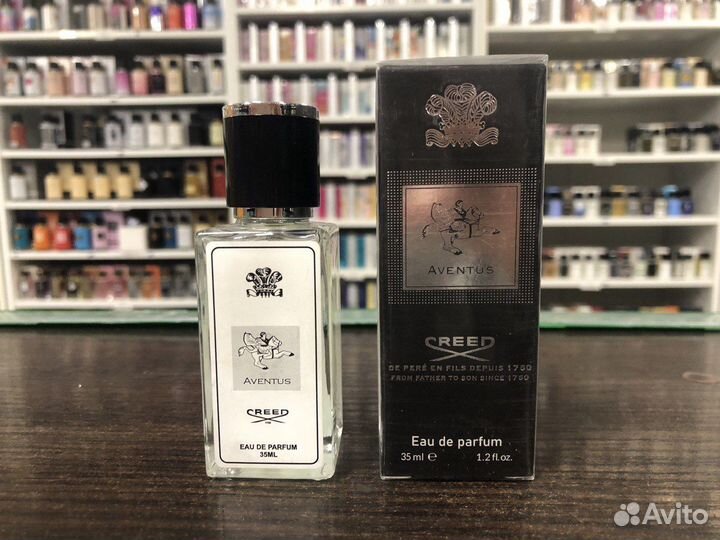 AVENTUS
CREED
EAU DE PARFUM
35ML
AVENTUS
CREED
DE PERÉ EN FILS DEPUIS 1760
FROM FATHER TO SON SINCE 1760
Eau de parfum
35 ml ℮ 1.2 fl. oz.
Avito